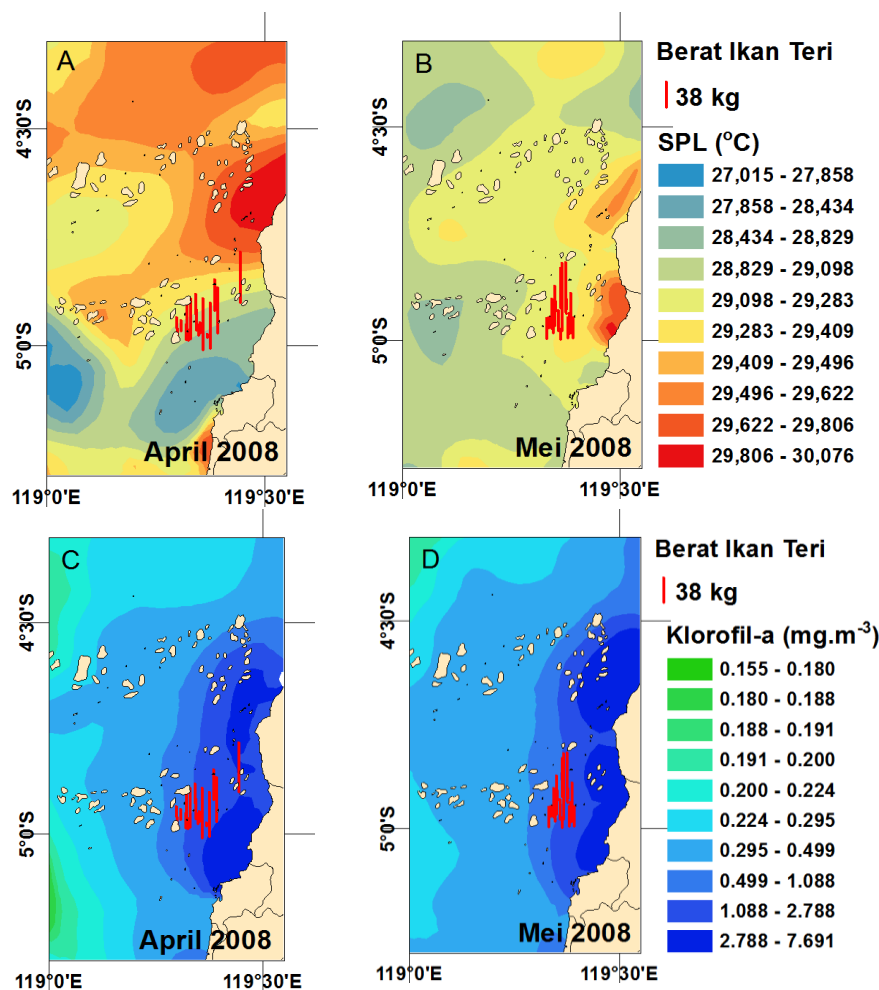 A
4°30'S
5°0'S
April 2008
119°0'E
119°30'E
B
4°30'S
5°0'S
Mei 2008
119°0'E
119°30'E
Berat Ikan Teri
38 kg
SPL (°C)
27,015 - 27,858
27,858 - 28,434
28,434 - 28,829
28,829 - 29,098
29,098 - 29,283
29,283 - 29,409
29,409 - 29,496
29,496 - 29,622
29,622 - 29,806
29,806 - 30,076
C
4°30'S
5°0'S
April 2008
119°0'E
119°30'E
D
4°30'S
5°0'S
Mei 2008
119°0'E
119°30'E
Berat Ikan Teri
38 kg
Klorofil-a (mg.m⁻³)
0.155 - 0.180
0.180 - 0.188
0.188 - 0.191
0.191 - 0.200
0.200 - 0.224
0.224 - 0.295
0.295 - 0.499
0.499 - 1.088
1.088 - 2.788
2.788 - 7.691